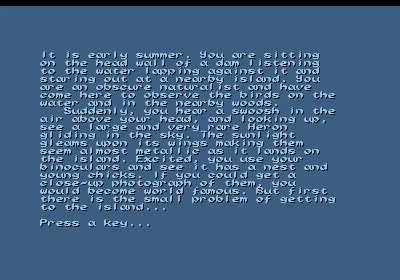 It is early summer. You are sitting
on the head wall of a dam listening
to the water lapping against it and
staring out at a nearby island. You
are an obscure naturalist and have
come here to observe the birds on the
water and in the nearby woods.
Suddenly, you hear a swoosh in the
air above your head, and looking up,
see a large and very rare Heron
gliding in the sky. The sunlight
gleams upon its wings making them
seem almost metallic as it lands on
the island. Excited, you use your
binoculars and see it has a nest and
young chicks. If you could get a
close-up photograph of them, you
would become world famous. But first
there is the small problem of getting
to the island...
Press a key...